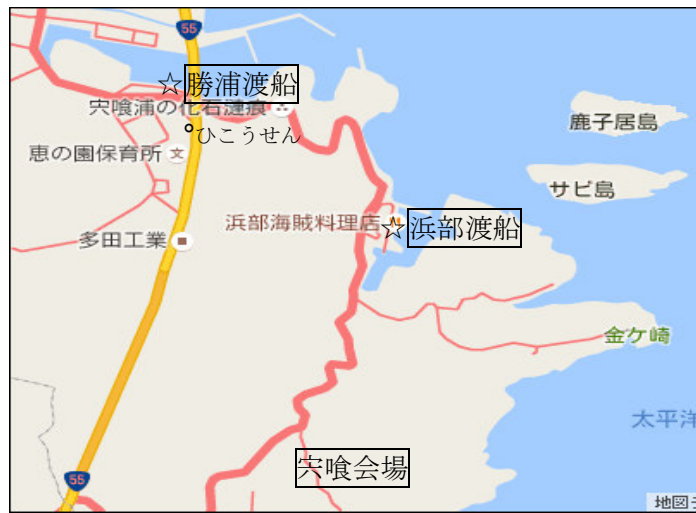 55
☆勝浦渡船
宍喰浦の化石漣痕
ひこうせん
鹿子居島
恵の園保育所
文
サビ島
浜部海賊料理店
☆浜部渡船
多田工業
金ケ崎
太平洋
宍喰会場
55
地図